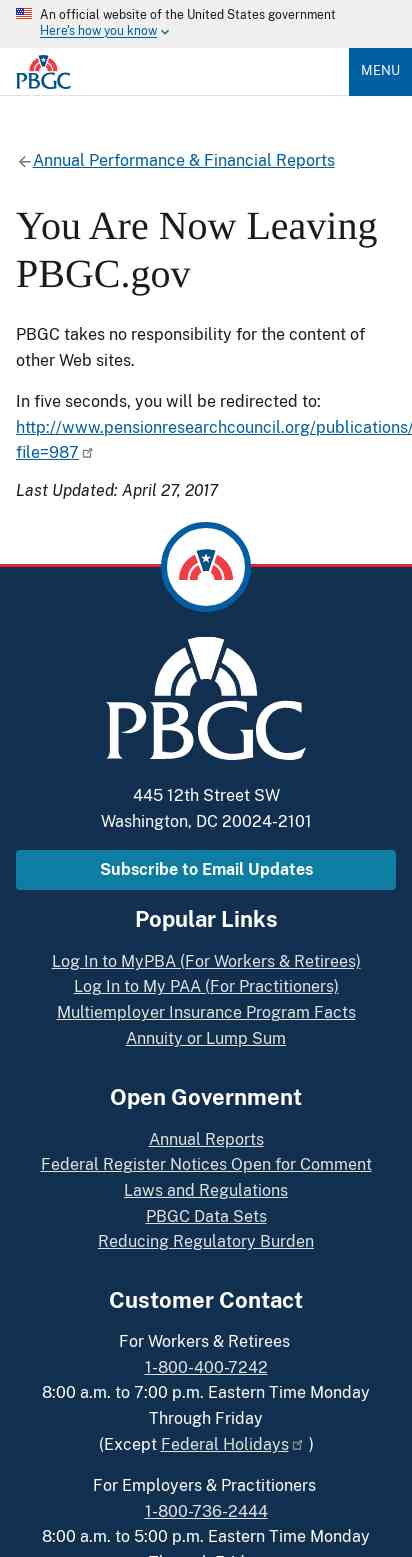 An official website of the United States government
Here's how you know
PBGC
MENU
Annual Performance & Financial Reports
You Are Now Leaving
PBGC.gov
PBGC takes no responsibility for the content of
other Web sites.
In five seconds, you will be redirected to:
http://www.pensionresearchcouncil.org/publications/
file=987
Last Updated: April 27, 2017
PBGC
445 12th Street SW
Washington, DC 20024-2101
Subscribe to Email Updates
Popular Links
Log In to MyPBA (For Workers & Retirees)
Log In to My PAA (For Practitioners)
Multiemployer Insurance Program Facts
Annuity or Lump Sum
Open Government
Annual Reports
Federal Register Notices Open for Comment
Laws and Regulations
PBGC Data Sets
Reducing Regulatory Burden
Customer Contact
For Workers & Retirees
1-800-400-7242
8:00 a.m. to 7:00 p.m. Eastern Time Monday
Through Friday
(Except Federal Holidays )
For Employers & Practitioners
1-800-736-2444
8:00 a.m. to 5:00 p.m. Eastern Time Monday